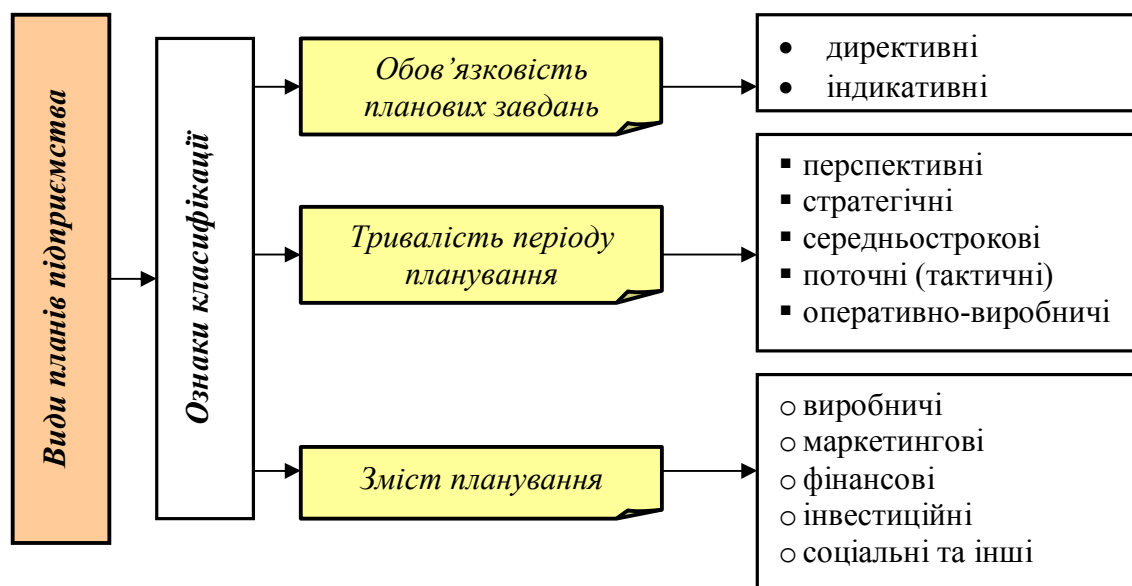 Види планів підприємства
Ознаки класифікації
Обов’язковість
планових завдань
• директивні
• індикативні
Тривалість періоду
планування
▪ перспективні
▪ стратегічні
▪ середньострокові
▪ поточні (тактичні)
▪ оперативно-виробничі
Зміст планування
o виробничі
o маркетингові
o фінансові
o інвестиційні
o соціальні та інші